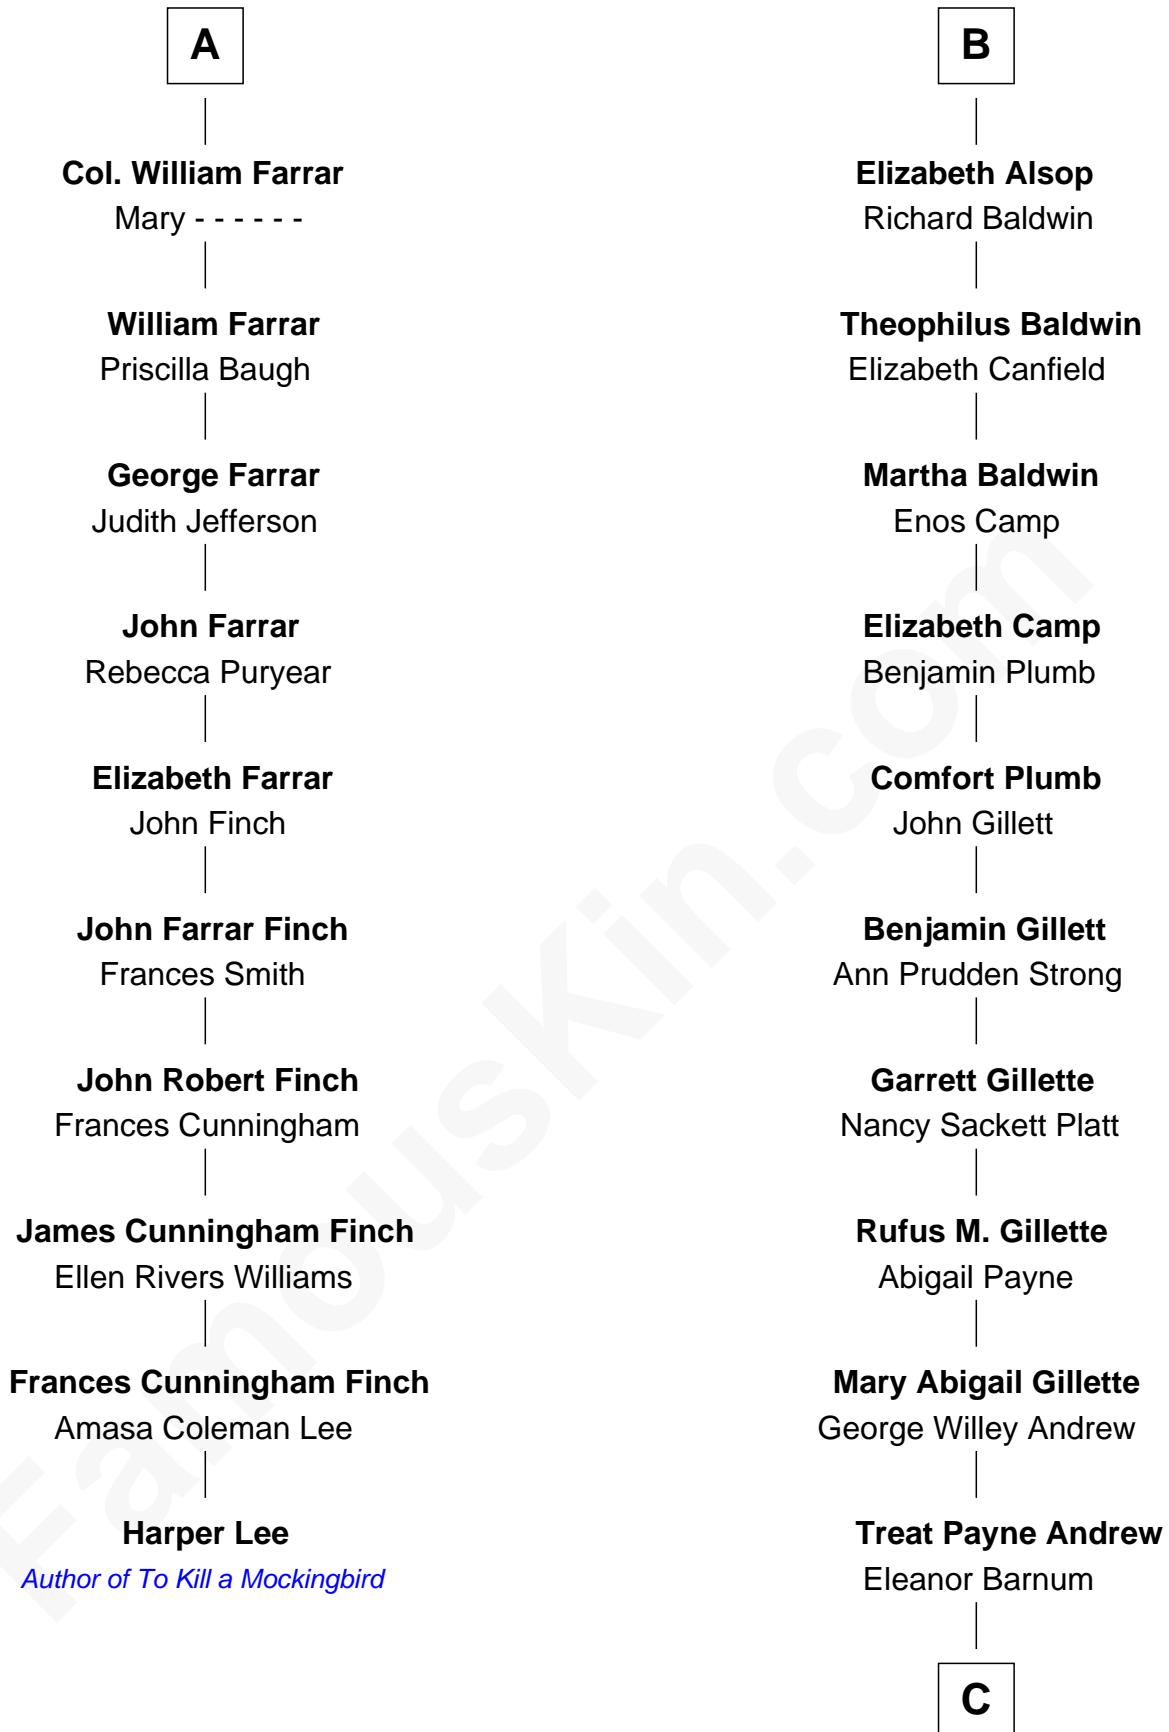 A
Col. William Farrar
Mary - - - - - -
William Farrar
Priscilla Baugh
George Farrar
Judith Jefferson
John Farrar
Rebecca Puryear
Elizabeth Farrar
John Finch
John Farrar Finch
Frances Smith
John Robert Finch
Frances Cunningham
James Cunningham Finch
Ellen Rivers Williams
Frances Cunningham Finch
Amasa Coleman Lee
Harper Lee
Author of To Kill a Mockingbird
B
Elizabeth Alsop
Richard Baldwin
Theophilus Baldwin
Elizabeth Canfield
Martha Baldwin
Enos Camp
Elizabeth Camp
Benjamin Plumb
Comfort Plumb
John Gillett
Benjamin Gillett
Ann Prudden Strong
Garrett Gillette
Nancy Sackett Platt
Rufus M. Gillette
Abigail Payne
Mary Abigail Gillette
George Willey Andrew
Treat Payne Andrew
Eleanor Barnum
C
FamousKin.com